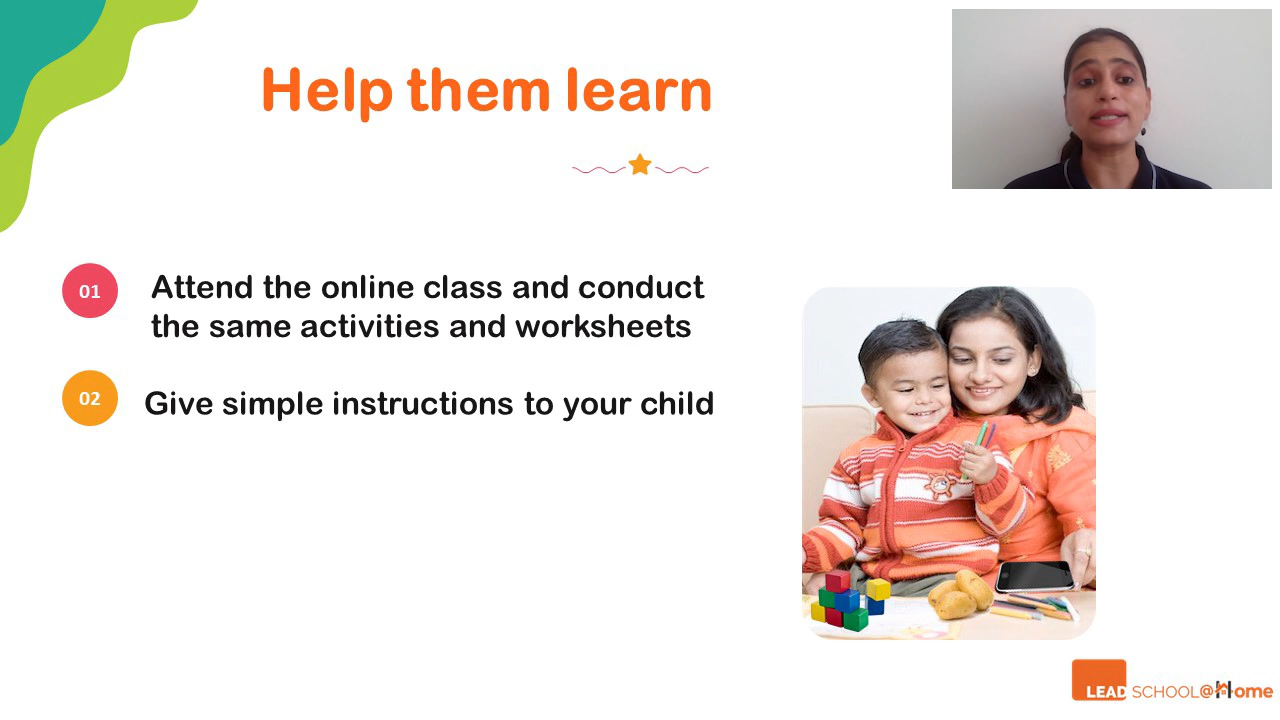 Help them learn
01
Attend the online class and conduct
the same activities and worksheets
02
Give simple instructions to your child
LEAD SCHOOL@Home